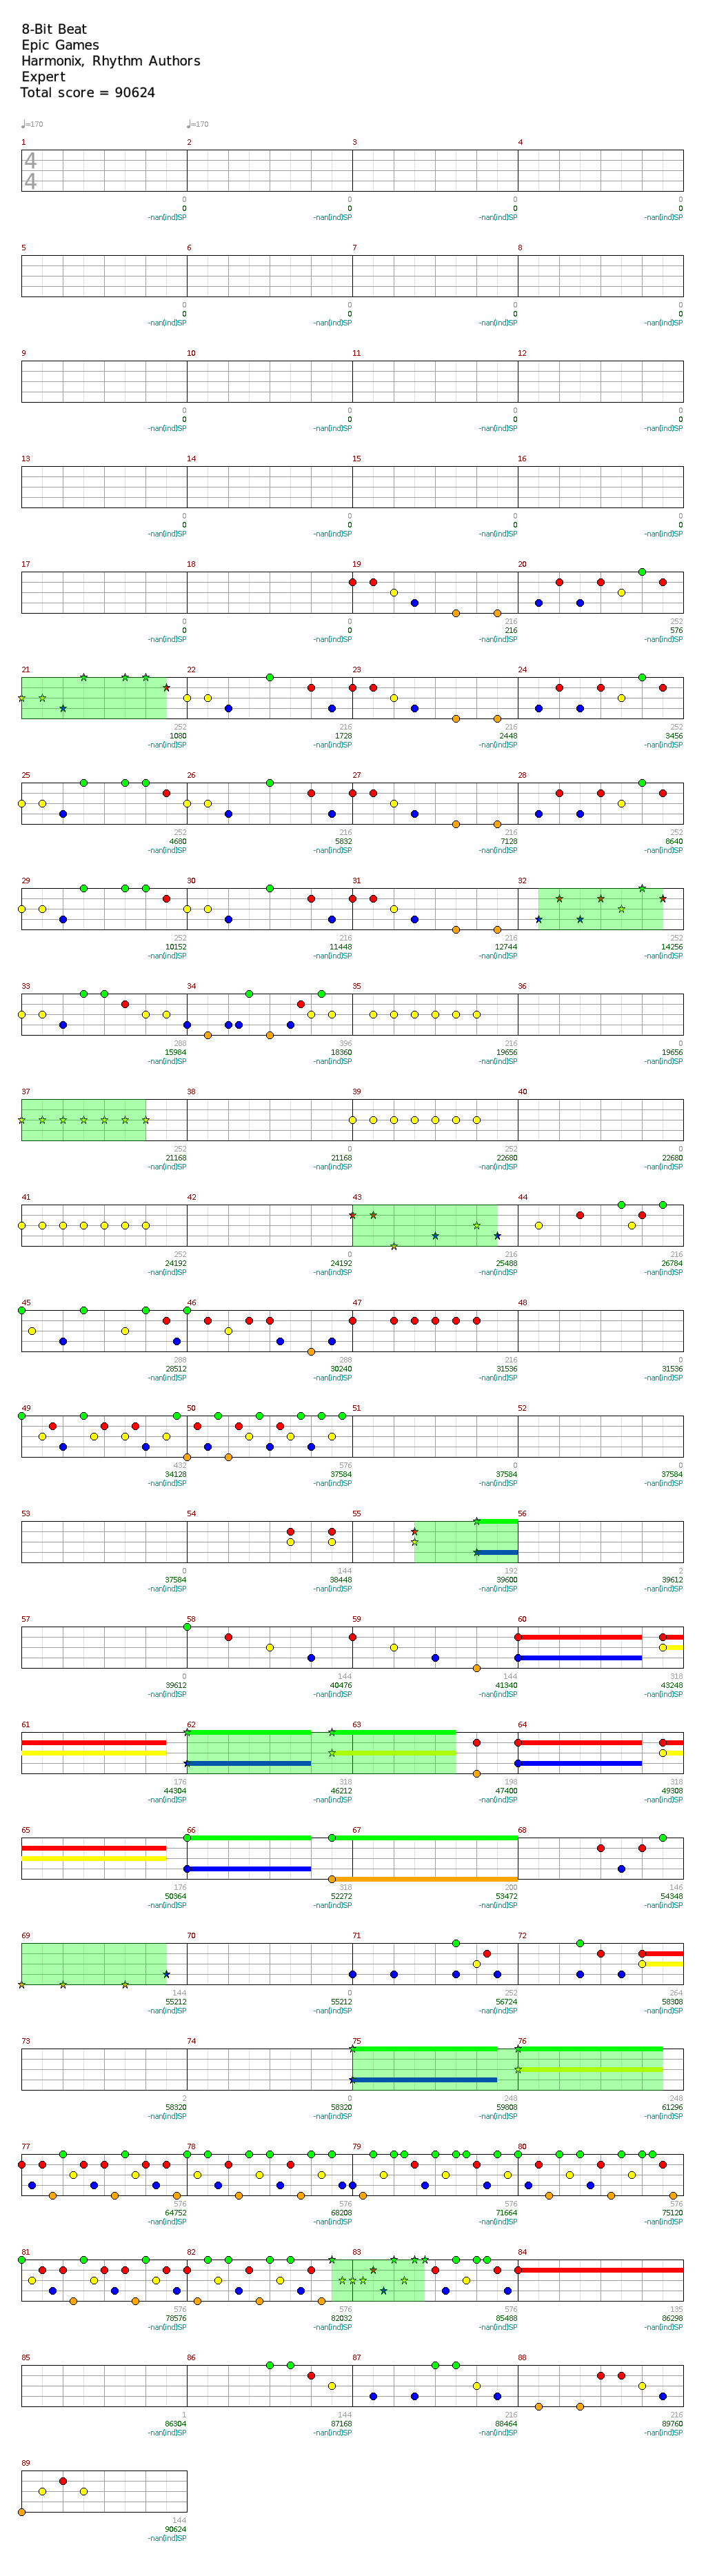 8-Bit Beat
Epic Games
Harmonix, Rhythm Authors
Expert
Total score = 90624
♩=170 ♩=170
1 2 3 4
4
4
0 0 0 0
0 0 0 0
-nan(ind)SP -nan(ind)SP -nan(ind)SP -nan(ind)SP
5 6 7 8
0 0 0 0
0 0 0 0
-nan(ind)SP -nan(ind)SP -nan(ind)SP -nan(ind)SP
9 10 11 12
0 0 0 0
0 0 0 0
-nan(ind)SP -nan(ind)SP -nan(ind)SP -nan(ind)SP
13 14 15 16
0 0 0 0
0 0 0 0
-nan(ind)SP -nan(ind)SP -nan(ind)SP -nan(ind)SP
17 18 19 20
0 0 216 252
0 0 216 576
-nan(ind)SP -nan(ind)SP -nan(ind)SP -nan(ind)SP
21 22 23 24
252 216 216 252
1080 1728 2448 3456
-nan(ind)SP -nan(ind)SP -nan(ind)SP -nan(ind)SP
25 26 27 28
252 216 216 252
4680 5832 7128 8640
-nan(ind)SP -nan(ind)SP -nan(ind)SP -nan(ind)SP
29 30 31 32
252 216 216 252
10152 11448 12744 14256
-nan(ind)SP -nan(ind)SP -nan(ind)SP -nan(ind)SP
33 34 35 36
288 396 216 0
15984 18360 19656 19656
-nan(ind)SP -nan(ind)SP -nan(ind)SP -nan(ind)SP
37 38 39 40
252 0 252 0
21168 21168 22680 22680
-nan(ind)SP -nan(ind)SP -nan(ind)SP -nan(ind)SP
41 42 43 44
252 0 216 216
24192 24192 25488 26784
-nan(ind)SP -nan(ind)SP -nan(ind)SP -nan(ind)SP
45 46 47 48
288 288 216 0
28512 30240 31536 31536
-nan(ind)SP -nan(ind)SP -nan(ind)SP -nan(ind)SP
49 50 51 52
432 576 0 0
34128 37584 37584 37584
-nan(ind)SP -nan(ind)SP -nan(ind)SP -nan(ind)SP
53 54 55 56
0 144 192 2
37584 38448 39600 39612
-nan(ind)SP -nan(ind)SP -nan(ind)SP -nan(ind)SP
57 58 59 60
0 144 144 318
39612 40476 41340 43248
-nan(ind)SP -nan(ind)SP -nan(ind)SP -nan(ind)SP
61 62 63 64
176 318 198 318
44304 46212 47400 49308
-nan(ind)SP -nan(ind)SP -nan(ind)SP -nan(ind)SP
65 66 67 68
176 318 200 146
50364 52272 53472 54348
-nan(ind)SP -nan(ind)SP -nan(ind)SP -nan(ind)SP
69 70 71 72
144 0 252 264
55212 55212 56724 58308
-nan(ind)SP -nan(ind)SP -nan(ind)SP -nan(ind)SP
73 74 75 76
2 0 248 248
58320 58320 59808 61296
-nan(ind)SP -nan(ind)SP -nan(ind)SP -nan(ind)SP
77 78 79 80
576 576 576 576
64752 68208 71664 75120
-nan(ind)SP -nan(ind)SP -nan(ind)SP -nan(ind)SP
81 82 83 84
576 576 576 135
78576 82032 85488 86298
-nan(ind)SP -nan(ind)SP -nan(ind)SP -nan(ind)SP
85 86 87 88
1 144 216 216
86304 87168 88464 89760
-nan(ind)SP -nan(ind)SP -nan(ind)SP -nan(ind)SP
89
144
90624
-nan(ind)SP